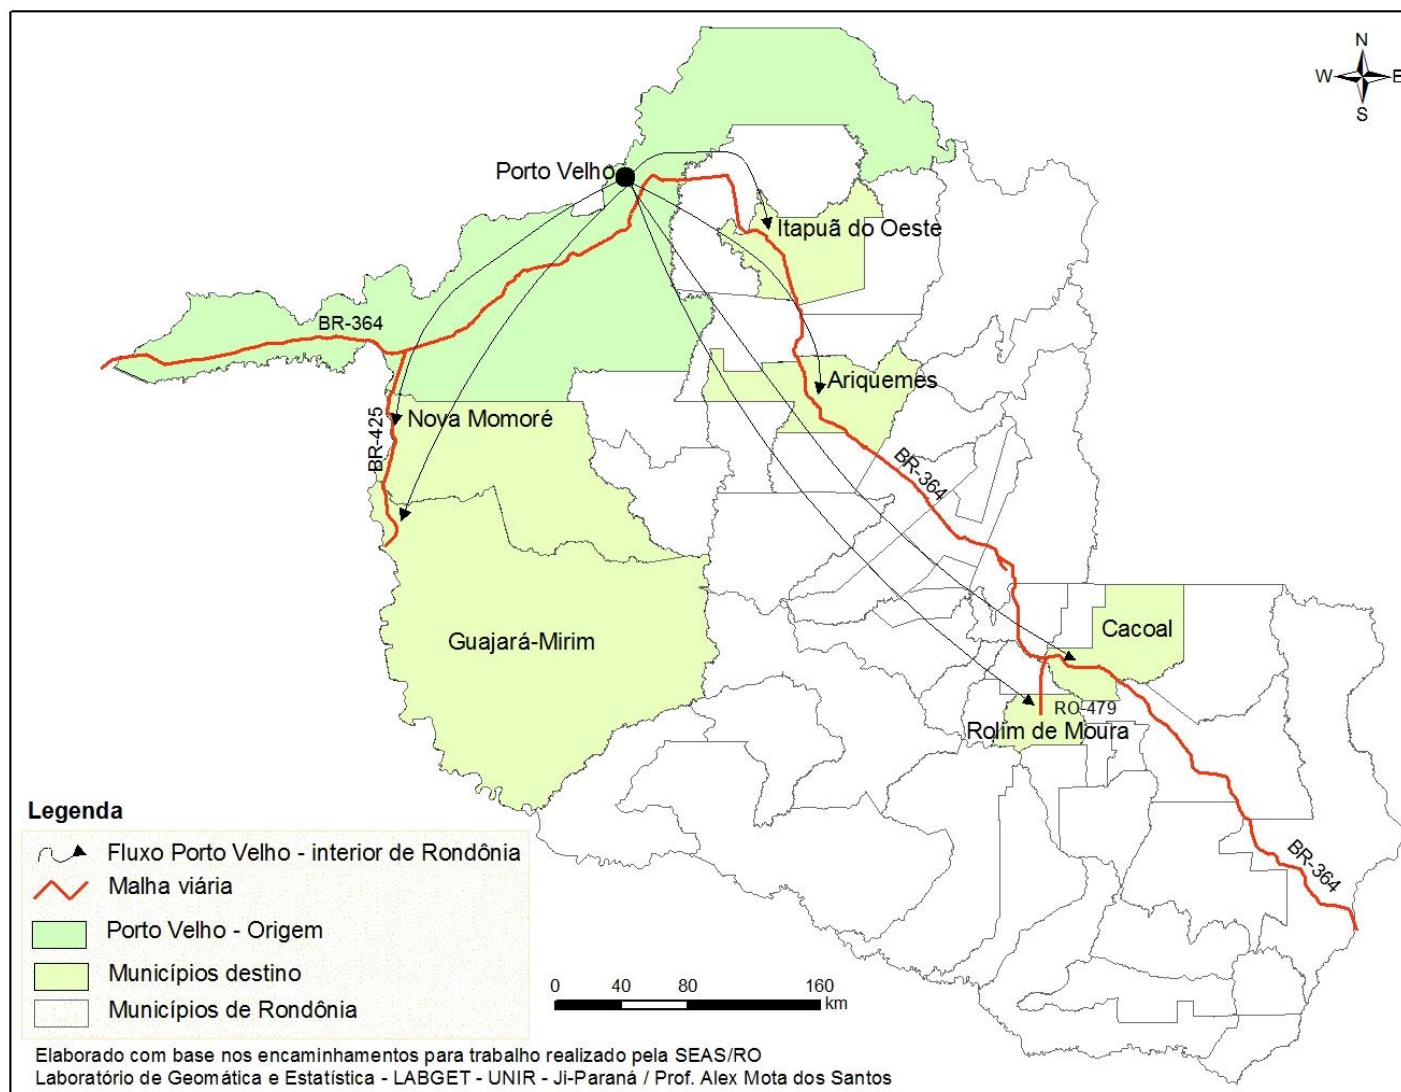 N
W E
S
Porto Velho
Itapuã do Oeste
BR-364
Ariquemes
Nova Momoré
BR-425
BR-364
Cacoal
Guajará-Mirim
RO-479
Rolim de Moura
BR-364
Legenda
Fluxo Porto Velho - interior de Rondônia
Malha viária
Porto Velho - Origem
Municípios destino
Municípios de Rondônia
0 40 80 160
km
Elaborado com base nos encaminhamentos para trabalho realizado pela SEAS/RO
Laboratório de Geomática e Estatística - LABGET - UNIR - Ji-Paraná / Prof. Alex Mota dos Santos